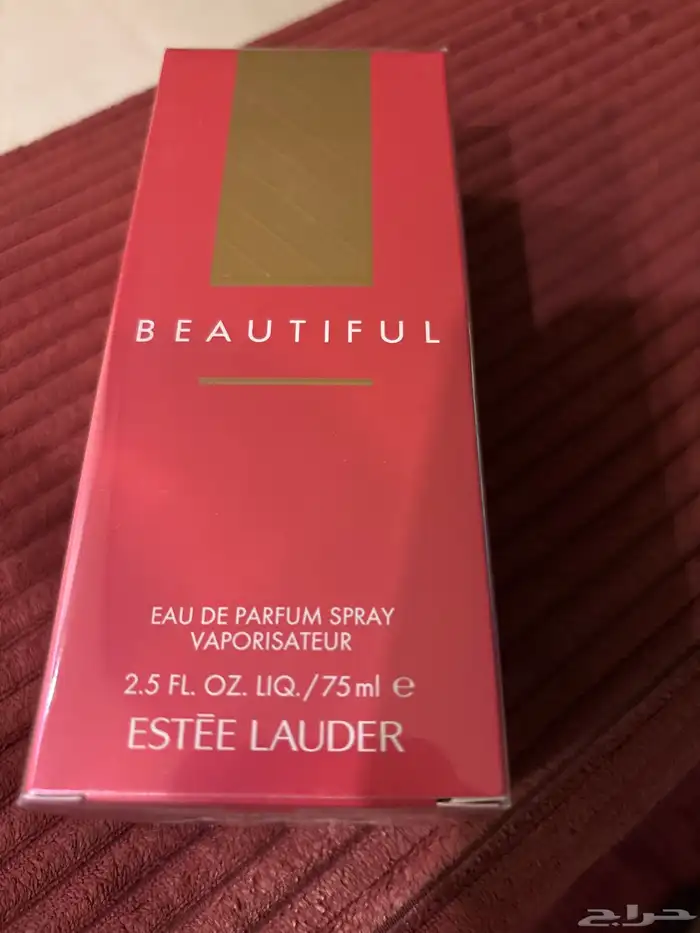 BEAUTIFUL
EAU DE PARFUM SPRAY
VAPORISATEUR
2.5 FL. OZ. LIQ./75ml ℮
ESTĒE LAUDER
حراج